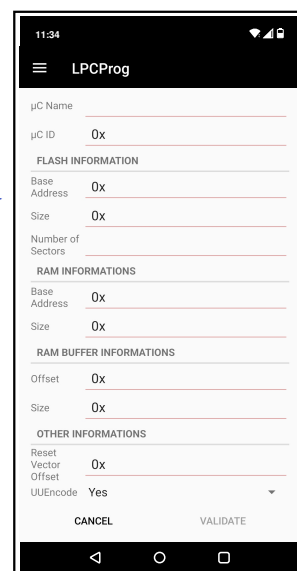 11:34
LPCProg
µC Name
µC ID 0x
FLASH INFORMATION
Base
Address 0x
Size 0x
Number of
Sectors
RAM INFORMATIONS
Base
Address 0x
Size 0x
RAM BUFFER INFORMATIONS
Offset 0x
Size 0x
OTHER INFORMATIONS
Reset
Vector 0x
Offset
UUEncode Yes
CANCEL VALIDATE